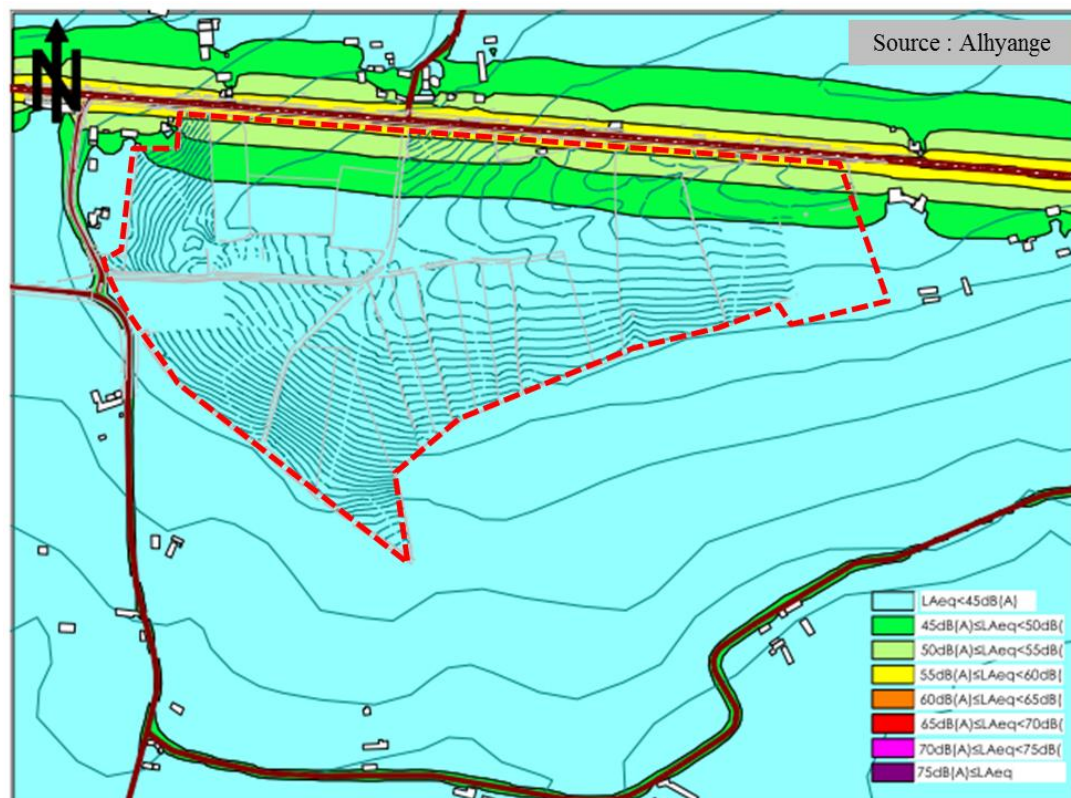 Source : Alhyange
N
LAeq<45dB(A)
45dB(A)≤LAeq<50dB(
50dB(A)≤LAeq<55dB(
55dB(A)≤LAeq<60dB(
60dB(A)≤LAeq<65dB(
65dB(A)≤LAeq<70dB(
70dB(A)≤LAeq<75dB(
75dB(A)≤LAeq